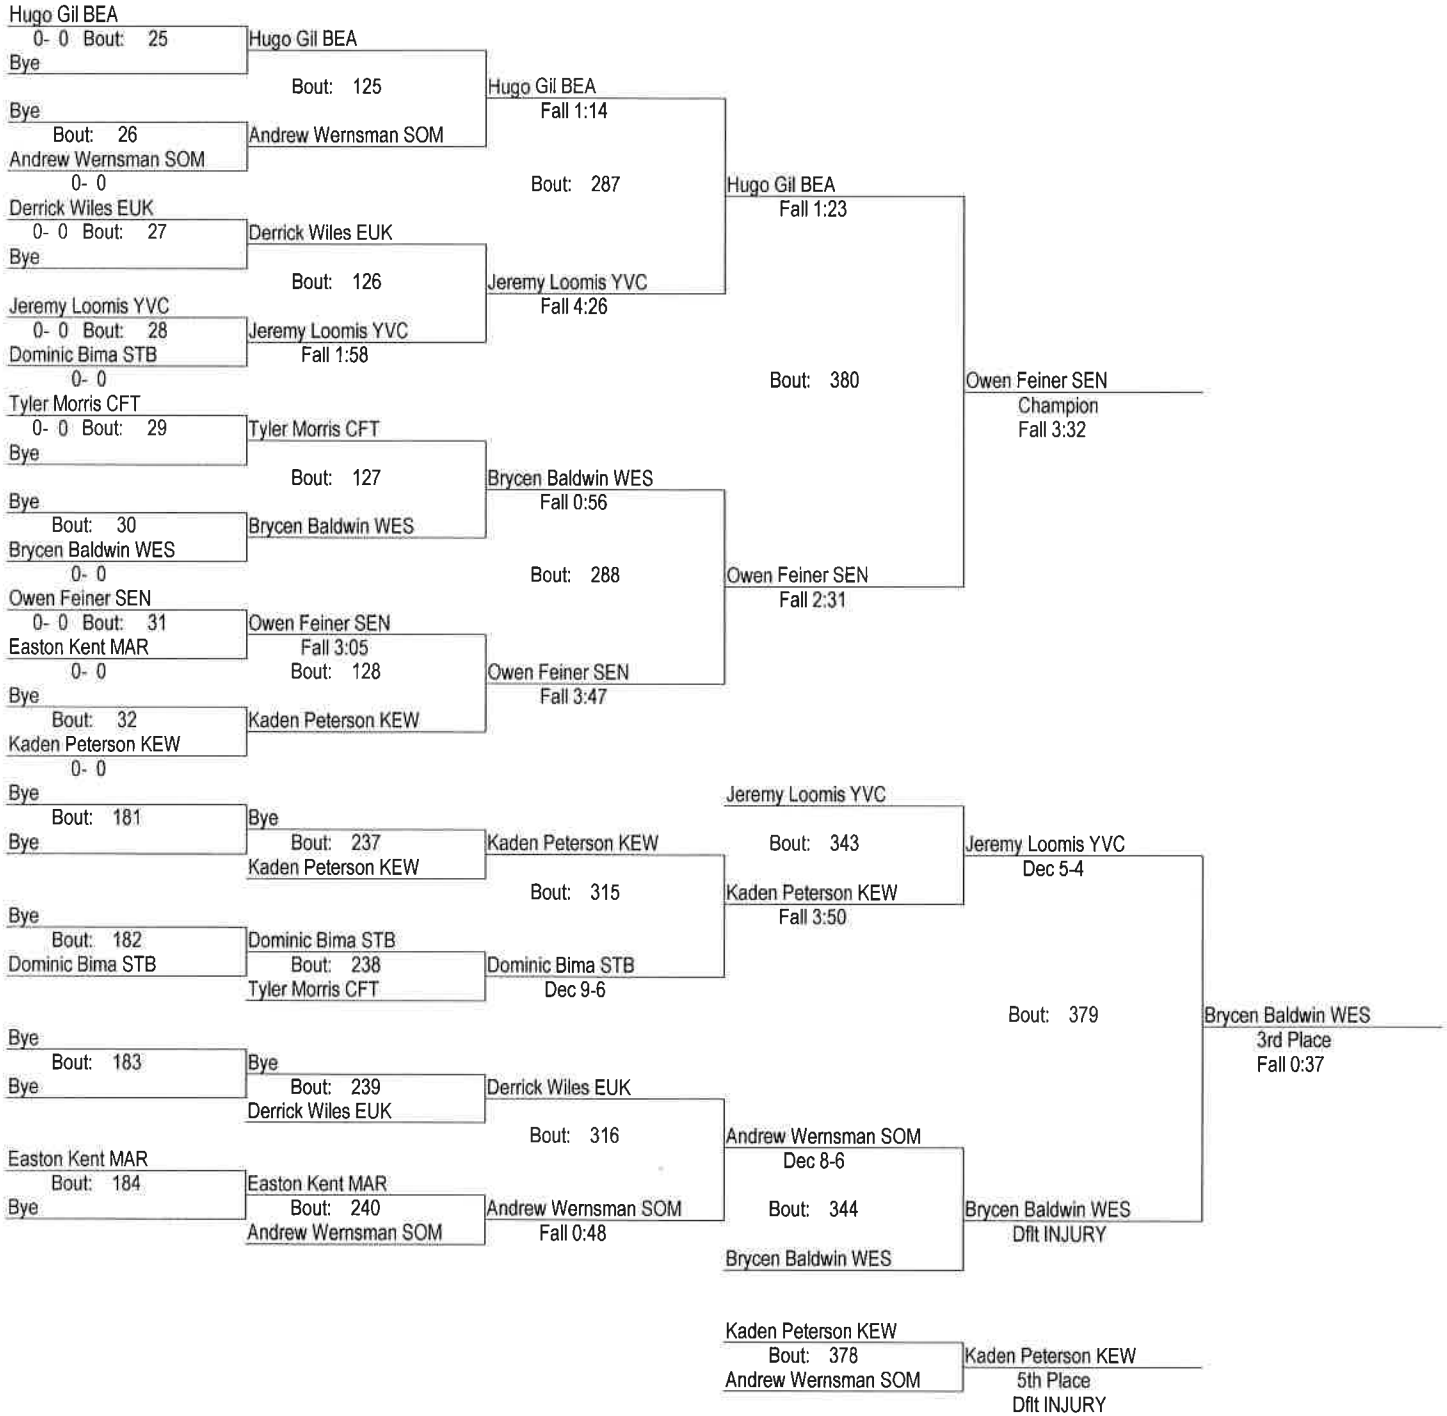 Hugo Gil BEA
0- 0 Bout: 25
Hugo Gil BEA
Bye
Bout: 125
Hugo Gil BEA
Fall 1:14
Bye
Bout: 26
Andrew Wernsman SOM
Andrew Wernsman SOM
0- 0
Bout: 287
Hugo Gil BEA
Fall 1:23
Derrick Wiles EUK
0- 0 Bout: 27
Derrick Wiles EUK
Bye
Bout: 126
Jeremy Loomis YVC
Fall 4:26
Jeremy Loomis YVC
0- 0 Bout: 28
Jeremy Loomis YVC
Fall 1:58
Dominic Bima STB
0- 0
Bout: 380
Owen Feiner SEN
Champion
Fall 3:32
Tyler Morris CFT
0- 0 Bout: 29
Tyler Morris CFT
Bye
Bout: 127
Brycen Baldwin WES
Fall 0:56
Bye
Bout: 30
Brycen Baldwin WES
Brycen Baldwin WES
0- 0
Bout: 288
Owen Feiner SEN
Fall 2:31
Owen Feiner SEN
0- 0 Bout: 31
Owen Feiner SEN
Fall 3:05
Easton Kent MAR
0- 0
Bout: 128
Owen Feiner SEN
Fall 3:47
Bye
Bout: 32
Kaden Peterson KEW
Kaden Peterson KEW
0- 0
Bye
Bout: 181
Bye
Bye
Bout: 237
Kaden Peterson KEW
Kaden Peterson KEW
Jeremy Loomis YVC
Bout: 343
Jeremy Loomis YVC
Dec 5-4
Bout: 315
Kaden Peterson KEW
Fall 3:50
Bye
Bout: 182
Dominic Bima STB
Dominic Bima STB
Bout: 238
Tyler Morris CFT
Dominic Bima STB
Dec 9-6
Bout: 379
Brycen Baldwin WES
3rd Place
Fall 0:37
Bye
Bout: 183
Bye
Bye
Bout: 239
Derrick Wiles EUK
Derrick Wiles EUK
Bout: 316
Andrew Wernsman SOM
Dec 8-6
Easton Kent MAR
Bout: 184
Bye
Easton Kent MAR
Bout: 240
Andrew Wernsman SOM
Andrew Wernsman SOM
Fall 0:48
Bout: 344
Brycen Baldwin WES
Dflt INJURY
Brycen Baldwin WES
Kaden Peterson KEW
Bout: 378
Andrew Wernsman SOM
Kaden Peterson KEW
5th Place
Dflt INJURY